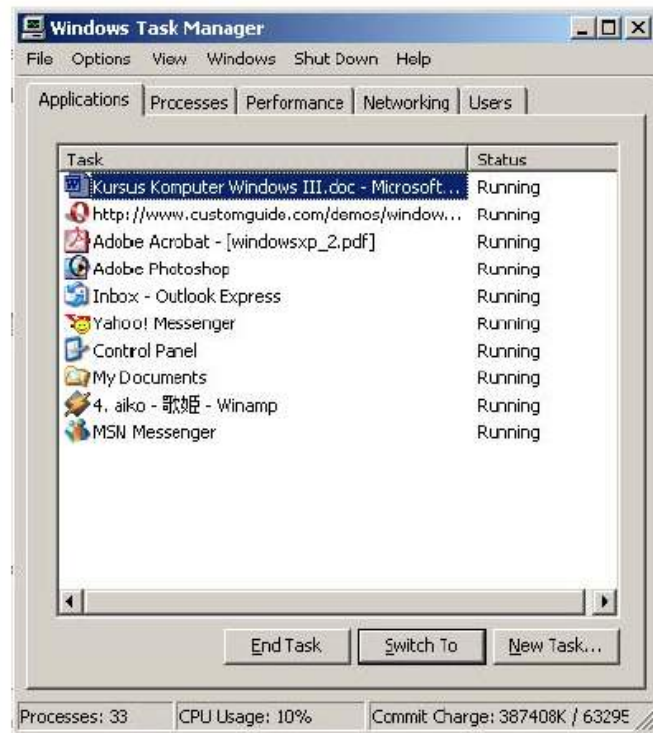 Windows Task Manager
File Options View Windows Shut Down Help
Applications Processes Performance Networking Users
Task Status
Kursus Komputer Windows III.doc - Microsoft... Running
http://www.customguide.com/demos/window... Running
Adobe Acrobat - [windowsxp_2.pdf] Running
Adobe Photoshop Running
Inbox - Outlook Express Running
Yahoo! Messenger Running
Control Panel Running
My Documents Running
4. aiko - 歌姫 - Winamp Running
MSN Messenger Running
End Task Switch To New Task...
Processes: 33 CPU Usage: 10% Commit Charge: 387408K / 63295